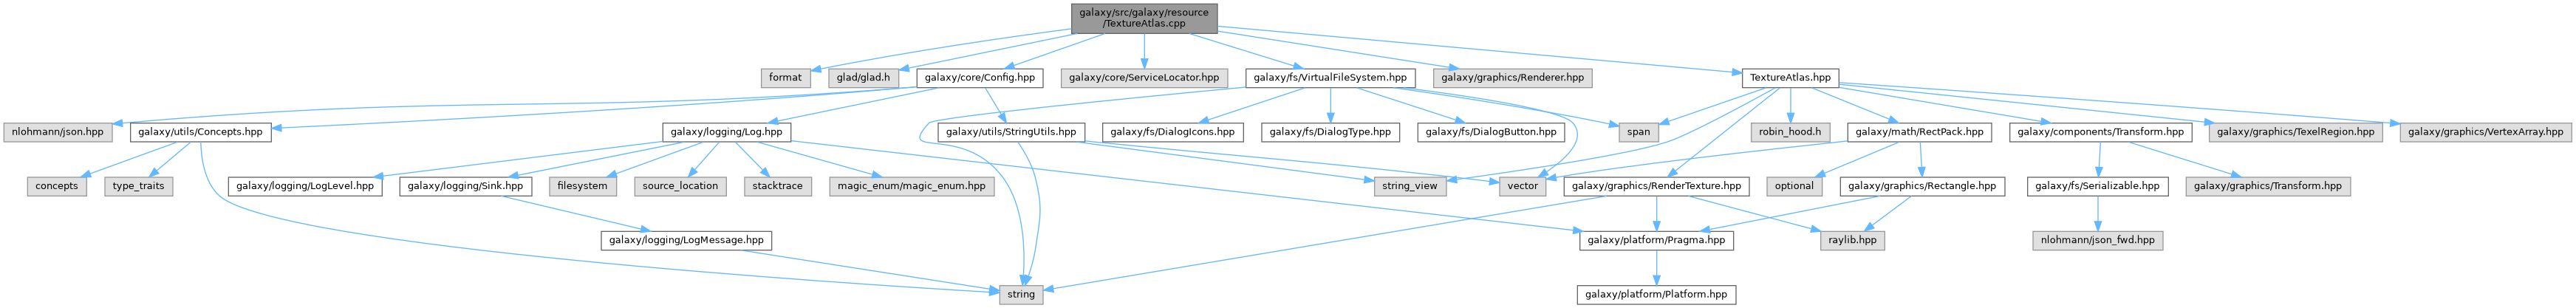 galaxy/src/galaxy/resource
/TextureAtlas.cpp
format
glad/glad.h
galaxy/core/Config.hpp
galaxy/core/ServiceLocator.hpp
galaxy/fs/VirtualFileSystem.hpp
galaxy/graphics/Renderer.hpp
TextureAtlas.hpp
nlohmann/json.hpp
galaxy/utils/Concepts.hpp
galaxy/logging/Log.hpp
galaxy/utils/StringUtils.hpp
galaxy/fs/DialogIcons.hpp
galaxy/fs/DialogType.hpp
galaxy/fs/DialogButton.hpp
span
robin_hood.h
galaxy/math/RectPack.hpp
galaxy/components/Transform.hpp
galaxy/graphics/TexelRegion.hpp
galaxy/graphics/VertexArray.hpp
concepts
type_traits
galaxy/logging/LogLevel.hpp
galaxy/logging/Sink.hpp
filesystem
source_location
stacktrace
magic_enum/magic_enum.hpp
string_view
vector
galaxy/graphics/RenderTexture.hpp
optional
galaxy/graphics/Rectangle.hpp
galaxy/fs/Serializable.hpp
galaxy/graphics/Transform.hpp
galaxy/logging/LogMessage.hpp
galaxy/platform/Pragma.hpp
raylib.hpp
nlohmann/json_fwd.hpp
string
galaxy/platform/Platform.hpp